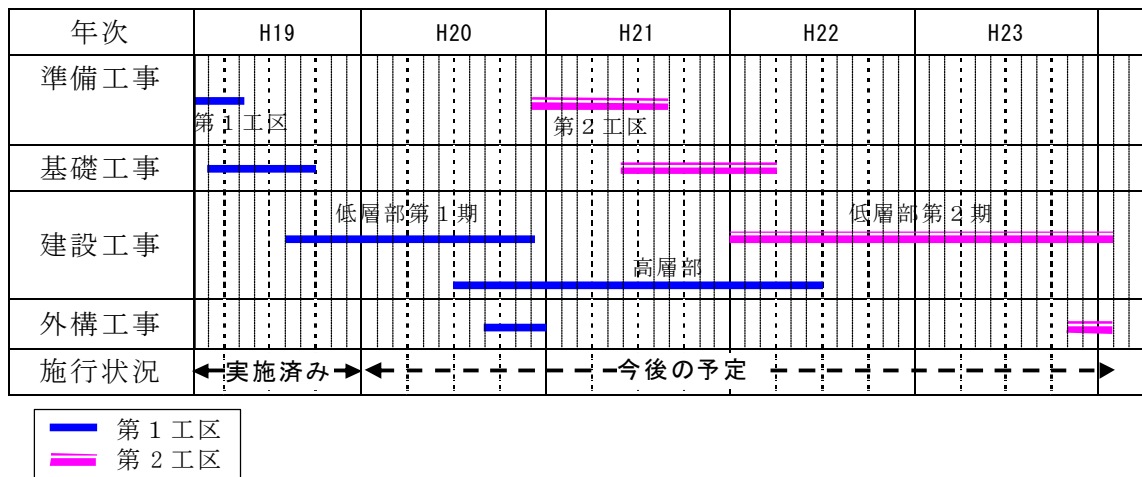 年次 H19 H20 H21 H22 H23
準備工事
第1工区 第2工区
基礎工事
低層部第1期 低層部第2期
建設工事
高層部
外構工事
施行状況 実施済み 今後の予定
第1工区
第2工区